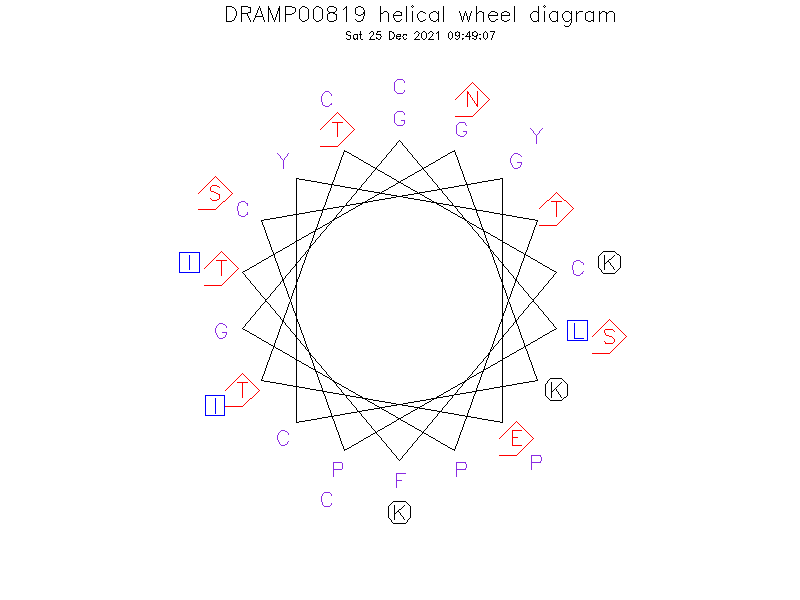 DRAMP00819 helical wheel diagram
Sat 25 Dec 2021 09:49:07
C
C N
T G G Y
Y G
S C T
I T C K
G L S
I T K
C E
P F P P
C K